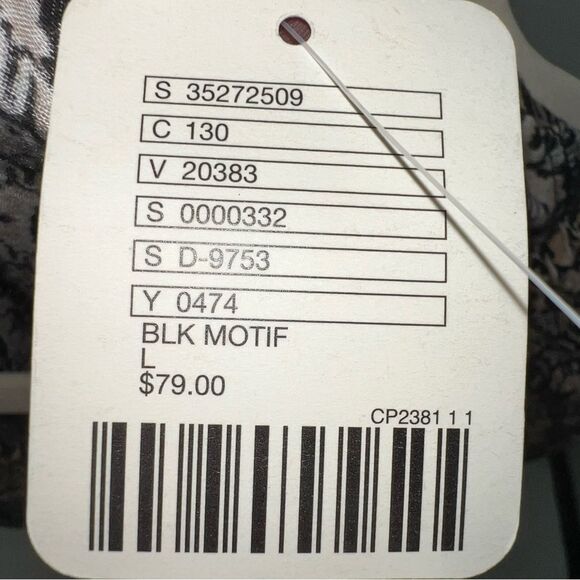 S 35272509
C 130
V 20383
S 0000332
S D-9753
Y 0474
BLK MOTIF
L
$79.00
CP2381 1 1